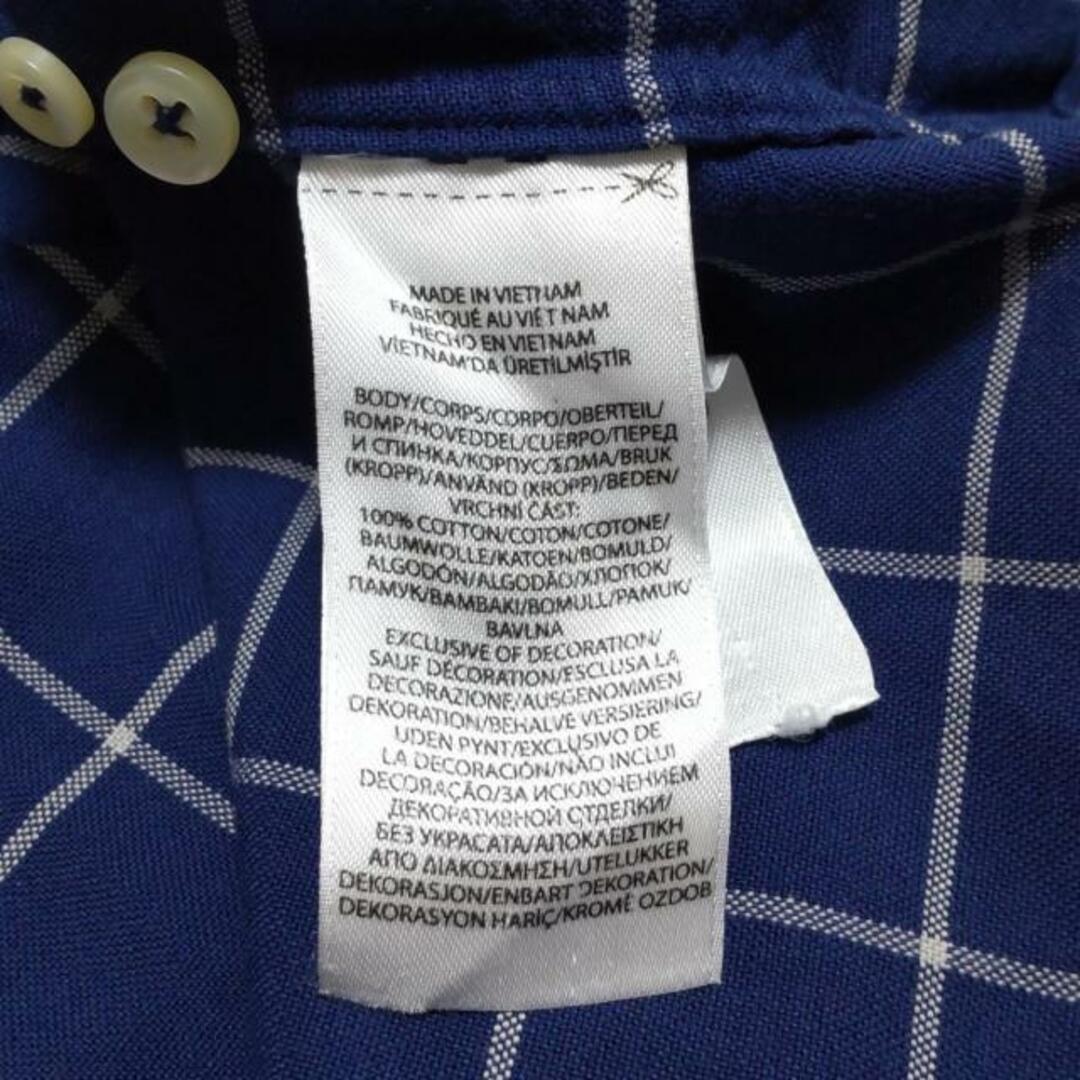 MADE IN VIETNAM
FABRIQUÉ AU VIÊT NAM
HECHO EN VIETNAM
VİETNAM'DA ÜRETİLMİŞTİR
BODY/CORPS/CORPO/OBERTEIL/
ROMP/HOVEDDEL/CUERPO/ПЕРЕД
И СПИНКА/КОРПУС/ΣΩΜΑ/BRUK
(KROPP)/ANVÄND (KROPP)/BEDEN/
VRCHNÍ ČÁST:
100% COTTON/COTON/COTONE/
BAUMWOLLE/KATOEN/BOMULD/
ALGODÓN/ALGODÃO/ХЛОПОК/
ПАМУК/BAMBAKI/BOMULL/PAMUK/
BAVLNA
EXCLUSIVE OF DECORATION/
SAUF DÉCORATION/ESCLUSA LA
DECORAZIONE/AUSGENOMMEN
DEKORATION/BEHALVE VERSIERING/
UDEN PYNT/EXCLUSIVO DE
LA DECORACIÓN/NÃO INCLUI
DECORAÇÃO/ЗА ИСКЛЮЧЕНИЕМ
ДЕКОРАТИВНОЙ ОТДЕЛКИ/
БЕЗ УКРАСАТА/ΑΠΟΚΛΕΙΣΤΙΚΗ
ΑΠΟ ΔΙΑΚΟΣΜΗΣΗ/UTELUKKER
DEKORASJON/ENBART DEKORATION/
DEKORASYON HARİÇ/KROMĚ OZDOB